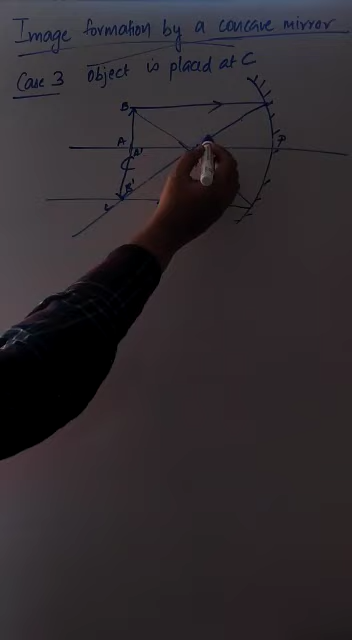 Image formation by a concave mirror
Case 3 Object is placed at C
B
A A' P
C
B'